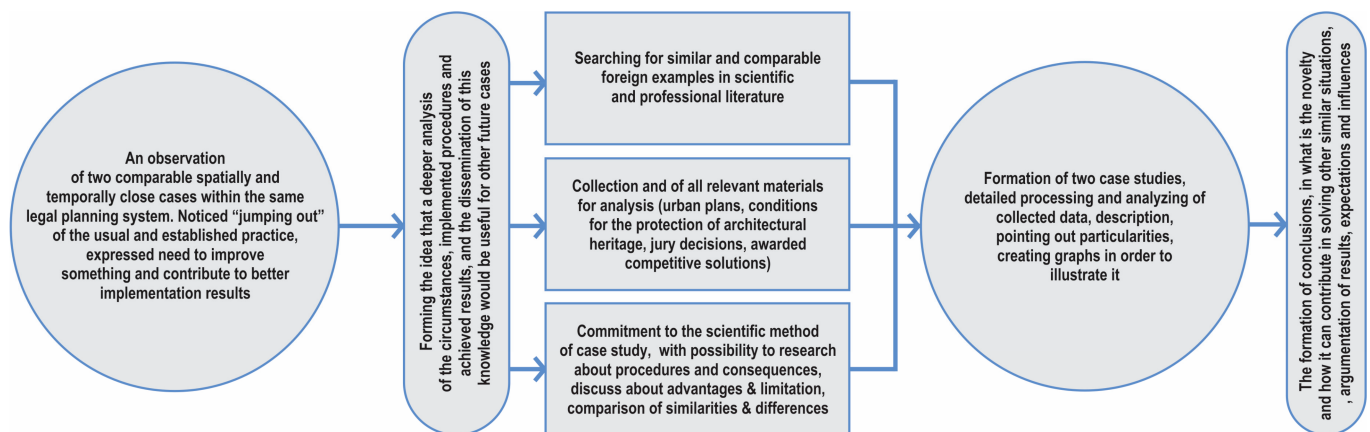 An observation
of two comparable spatially and
temporally close cases within the same
legal planning system. Noticed “jumping out”
of the usual and established practice,
expressed need to improve
something and contribute to better
implementation results
Forming the idea that a deeper analysis
of the circumstances, implemented procedures and
achieved results, and the dissemination of this
knowledge would be useful for other future cases
Searching for similar and comparable
foreign examples in scientific
and professional literature
Collection and of all relevant materials
for analysis (urban plans, conditions
for the protection of architectural
heritage, jury decisions, awarded
competitive solutions)
Commitment to the scientific method
of case study,  with possibility to research
about procedures and consequences,
discuss about advantages & limitation,
comparison of similarities & differences
Formation of two case studies,
detailed processing and analyzing of
collected data, description,
pointing out particularities,
creating graphs in order to
illustrate it
The formation of conclusions, in what is the novelty
and how it can contribute in solving other similar situations,
, argumentation of results, expectations and influences